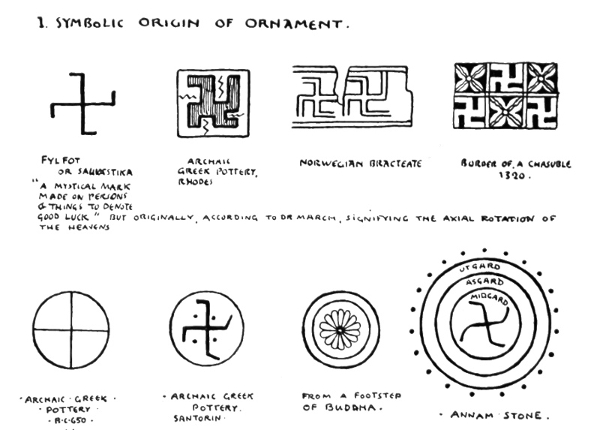 1. SYMBOLIC ORIGIN OF ORNAMENT.
FYLFOT
OR SAUVASTIKA
"A MYSTICAL MARK
MADE ON PERSONS
& THINGS TO DENOTE
GOOD LUCK" BUT ORIGINALLY, ACCORDING TO DR MARCH, SIGNIFYING THE AXIAL ROTATION OF
THE HEAVENS
ARCHAIC
GREEK POTTERY,
RHODES
NORWEGIAN BRACTEATE
BORDER OF A CHASUBLE
1320.
UTGARD
ASGARD
MIDGARD
· ARCHAIC · GREEK ·
· POTTERY ·
· B·C·650 ·
· ARCHAIC GREEK
POTTERY.
SANTORIN ·
FROM A FOOTSTEP
OF BUDDHA.
· ANNAM · STONE.